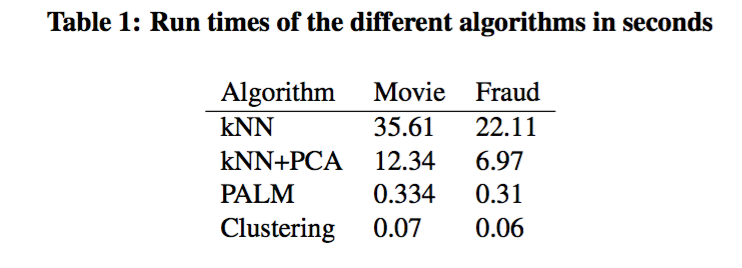 Table 1: Run times of the different algorithms in seconds
Algorithm Movie Fraud
kNN 35.61 22.11
kNN+PCA 12.34 6.97
PALM 0.334 0.31
Clustering 0.07 0.06